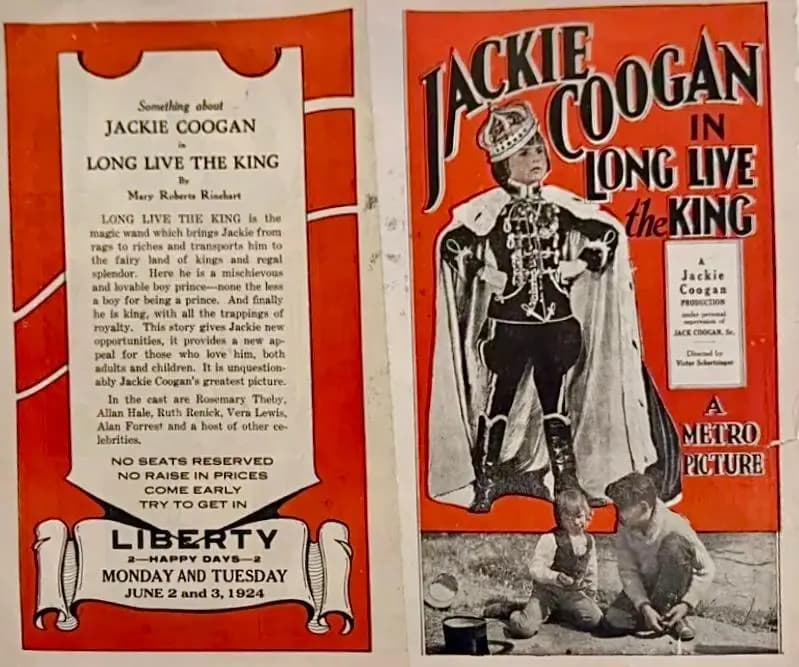 Something about
JACKIE COOGAN
in
LONG LIVE THE KING
By
Mary Roberts Rinehart
LONG LIVE THE KING is the
magic wand which brings Jackie from
rags to riches and transports him to
the fairy land of kings and regal
splendor. Here he is a mischievous
and lovable boy prince—none the less
a boy for being a prince. And finally
he is king, with all the trappings of
royalty. This story gives Jackie new
opportunities, it provides a new ap-
peal for those who love him, both
adults and children. It is unquestion-
ably Jackie Coogan's greatest picture.
In the cast are Rosemary Theby,
Allan Hale, Ruth Renick, Vera Lewis,
Alan Forrest and a host of other ce-
lebrities.
NO SEATS RESERVED
NO RAISE IN PRICES
COME EARLY
TRY TO GET IN
LIBERTY
2—HAPPY DAYS—2
MONDAY AND TUESDAY
JUNE 2 and 3, 1924
JACKIE
COOGAN
IN
LONG LIVE
the KING
A
Jackie
Coogan
PRODUCTION
under personal
supervision of
JACK COOGAN, Sr.
Directed by
Victor Schertzinger
A
METRO
PICTURE